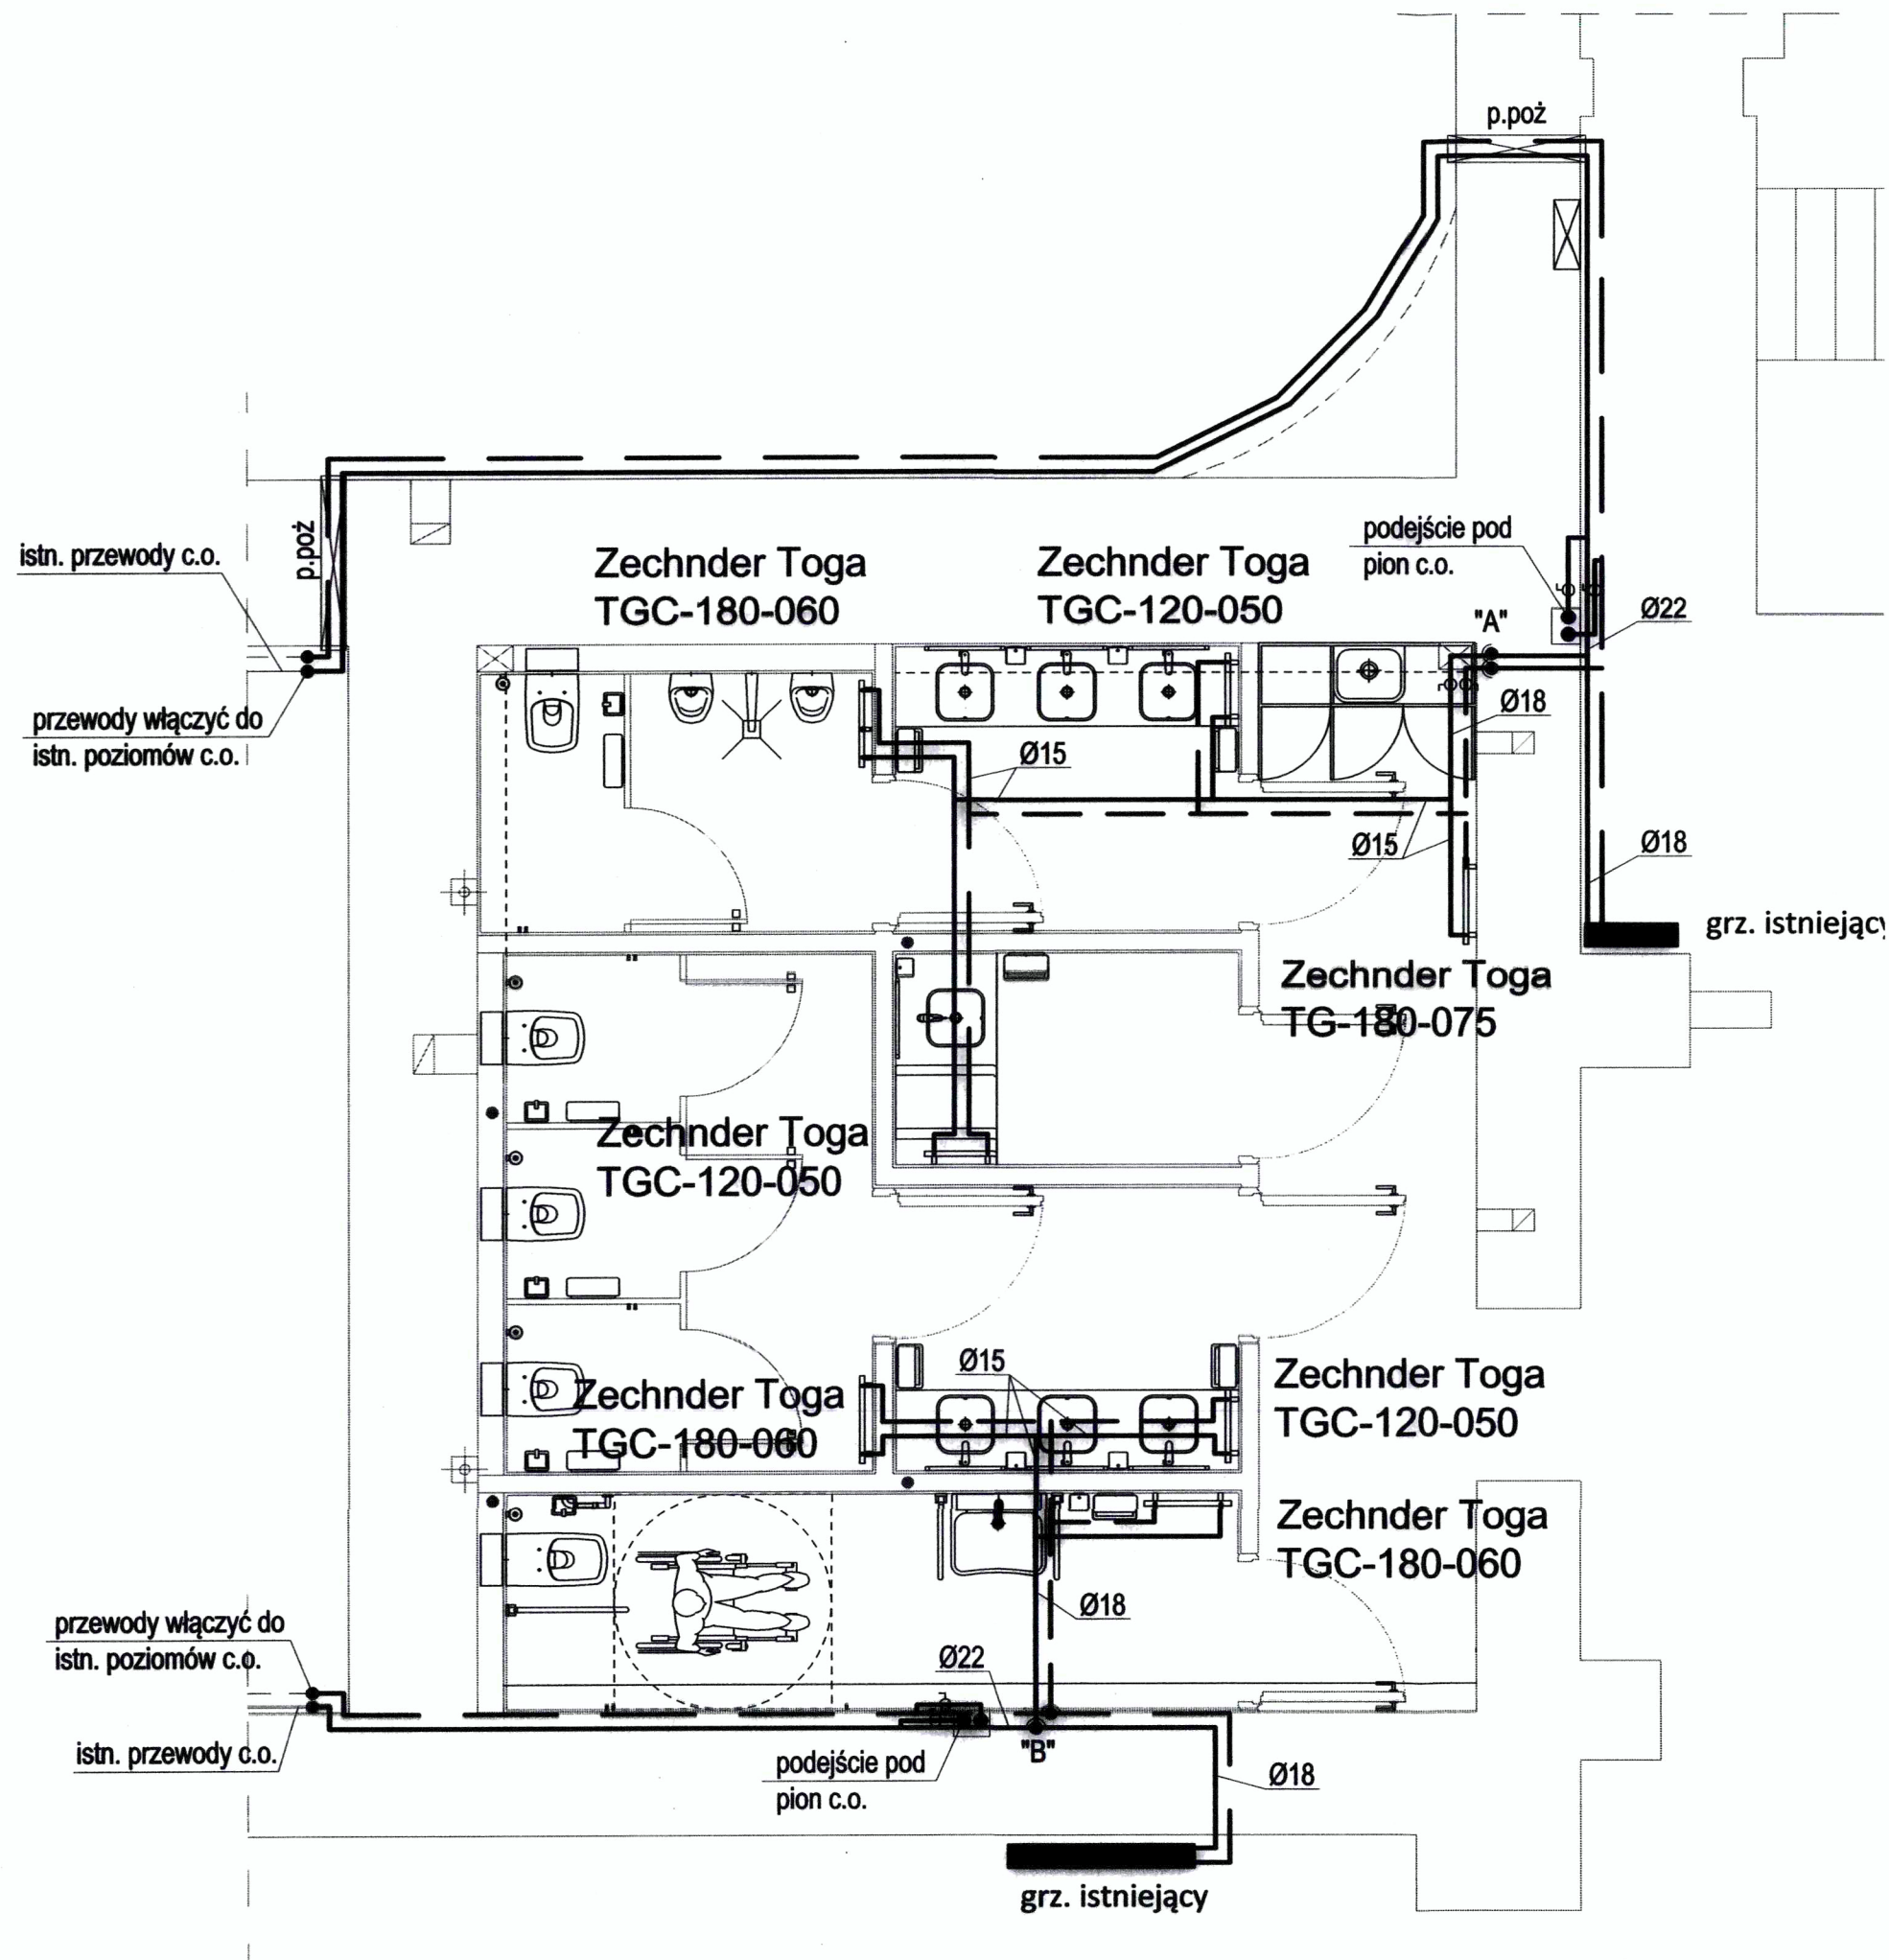 p.poż
istn. przewody c.o.
p.poż
przewody włączyć do
istn. poziomów c.o.
Zechnder Toga
TGC-180-060
Zechnder Toga
TGC-120-050
podejście pod
pion c.o.
"A"
Ø22
Ø18
Ø15
Ø15
Ø18
grz. istniejący
Zechnder Toga
TG-180-075
Zechnder Toga
TGC-120-050
Ø15
Zechnder Toga
TGC-180-060
Zechnder Toga
TGC-120-050
Zechnder Toga
TGC-180-060
przewody włączyć do
istn. poziomów c.o.
Ø18
Ø22
istn. przewody c.o.
"B"
podejście pod
pion c.o.
Ø18
grz. istniejący